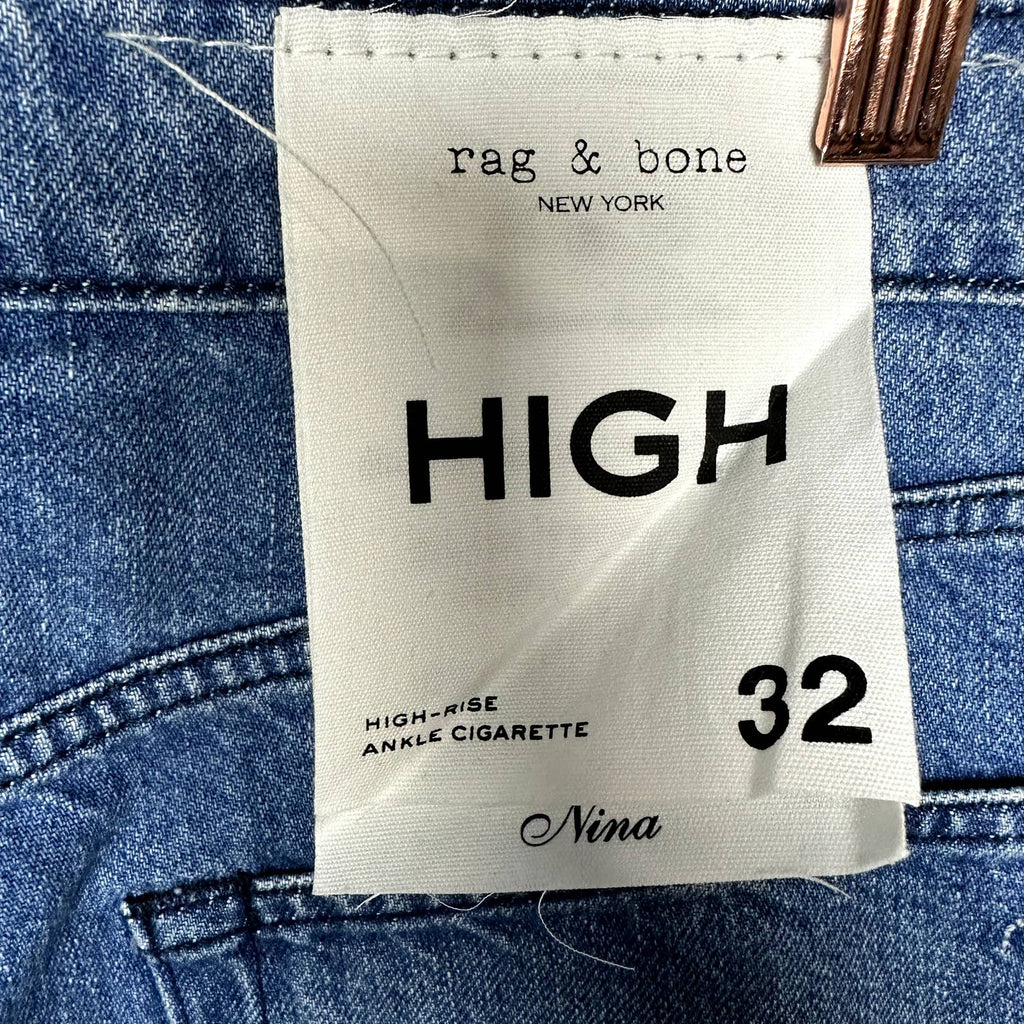 rag & bone
NEW YORK
HIGH
HIGH-RISE
ANKLE CIGARETTE
32
Nina